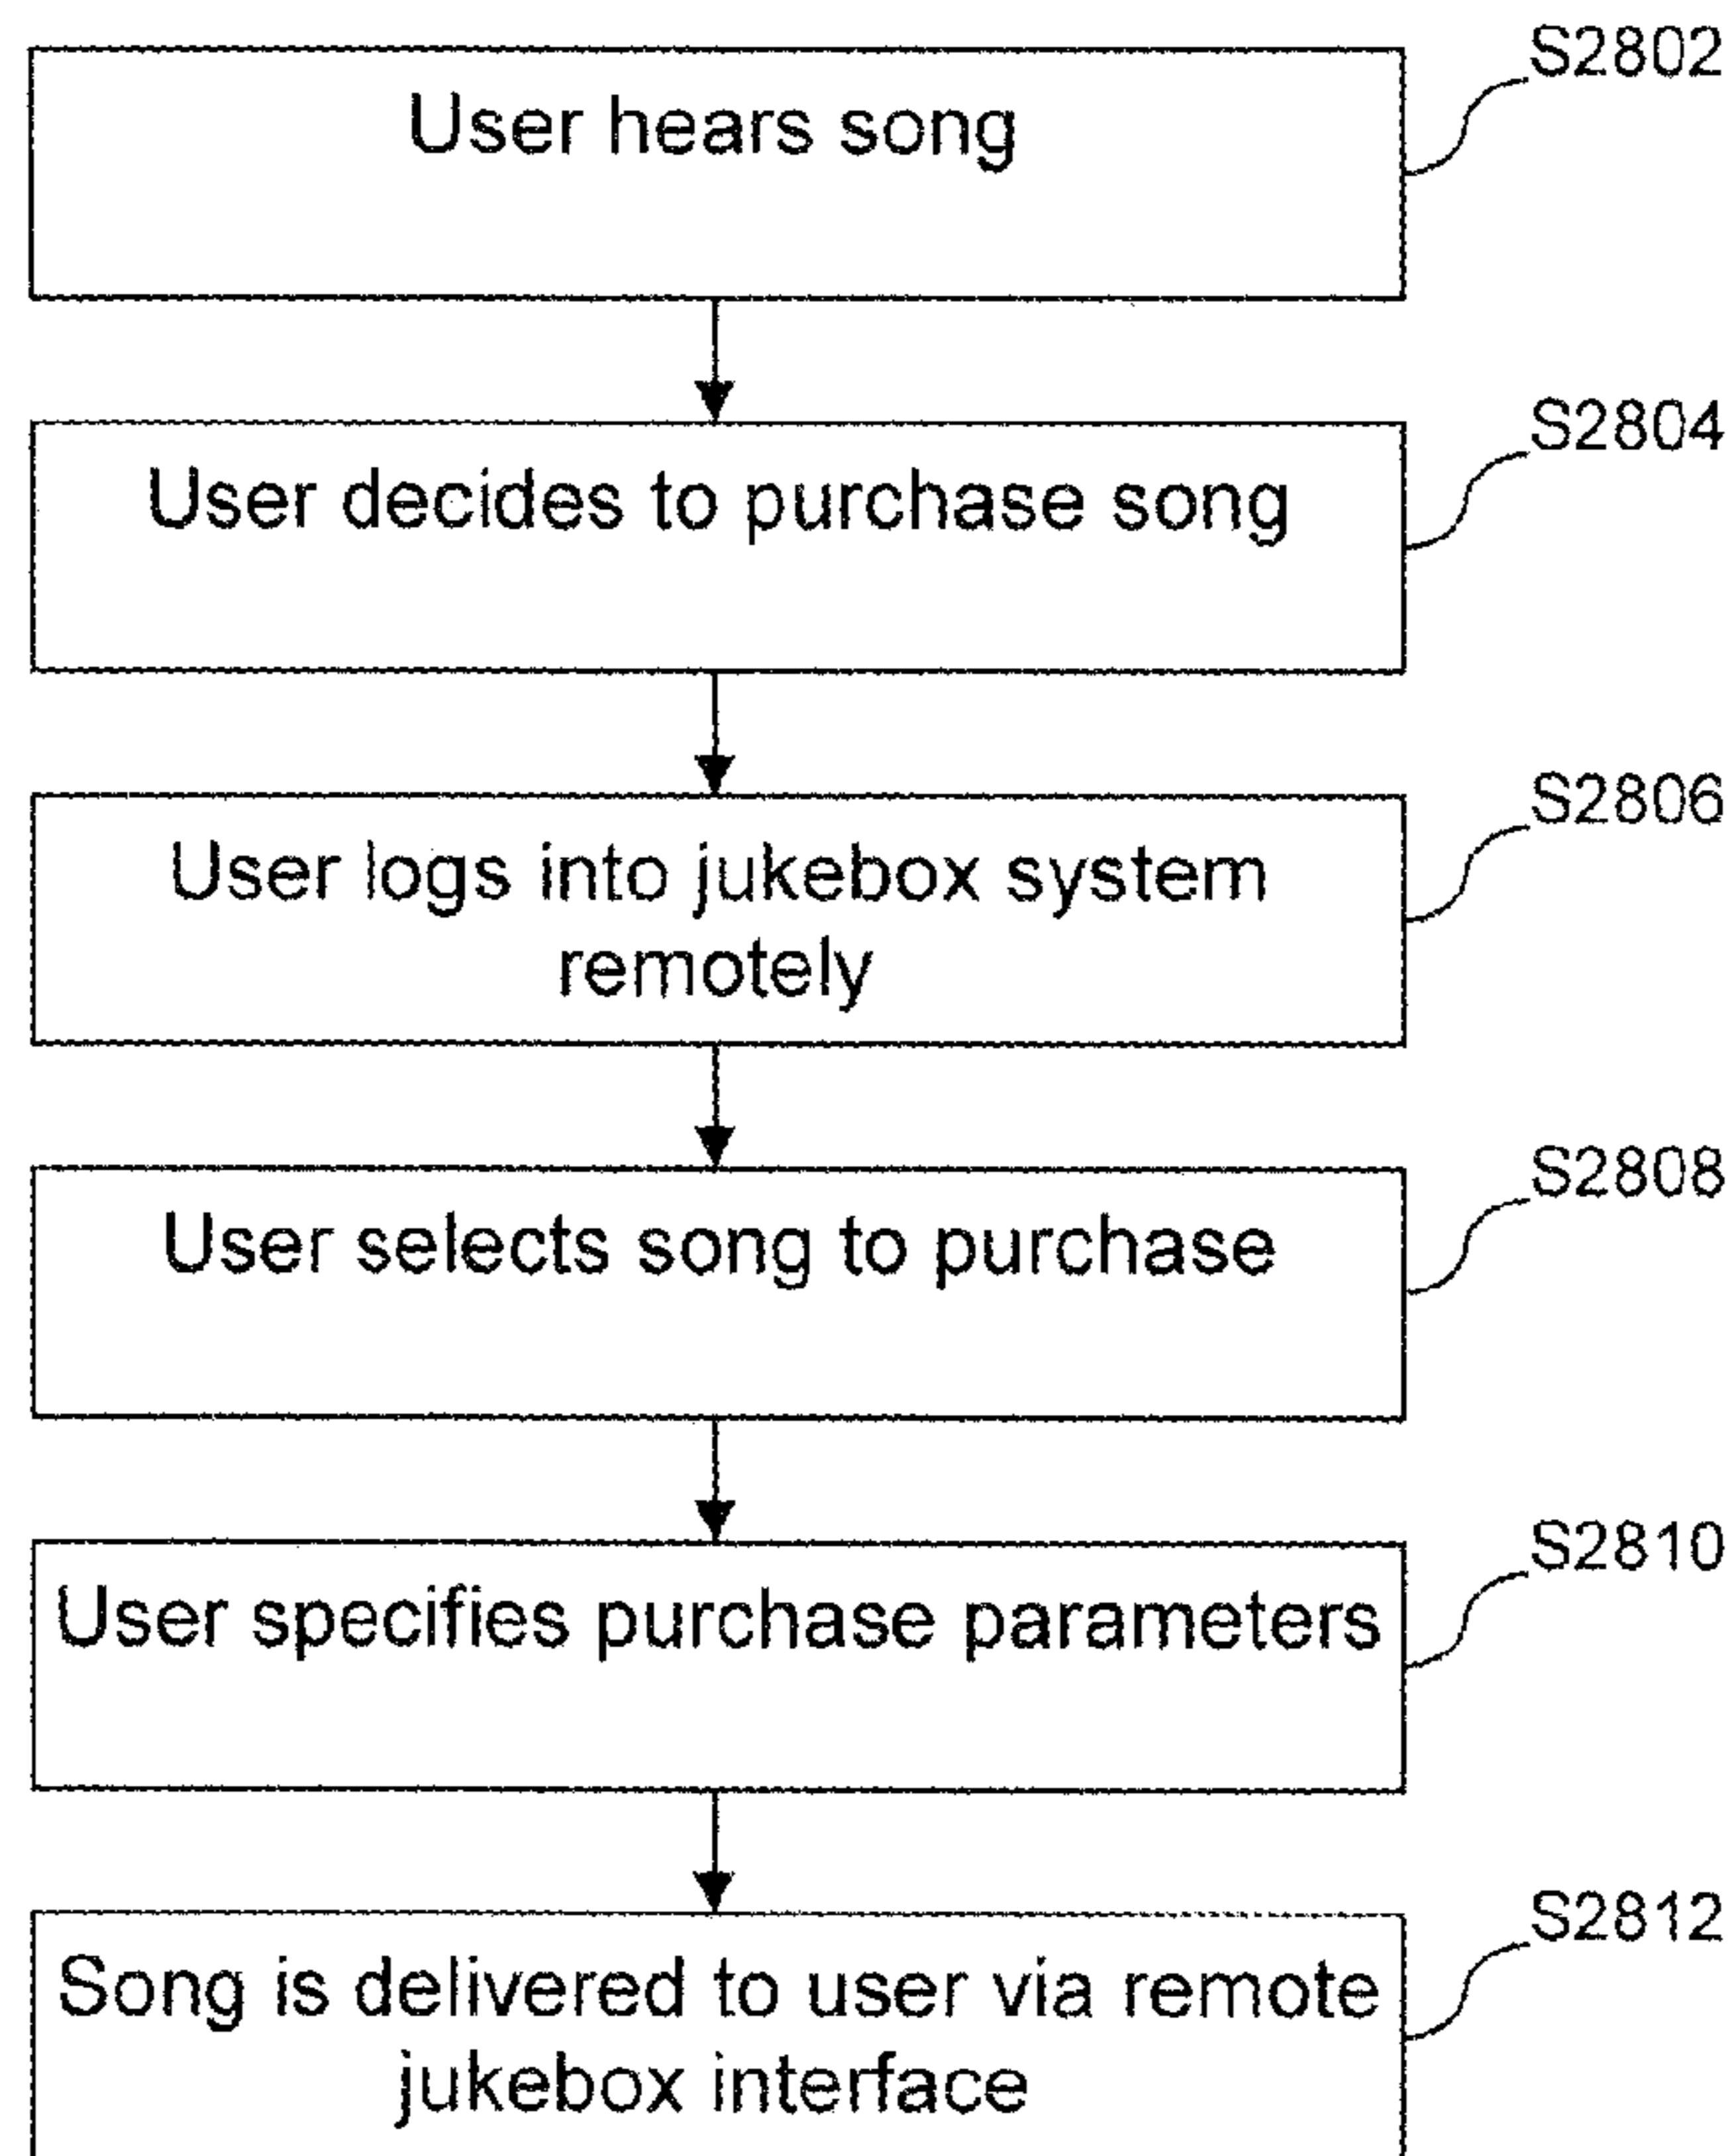 S2802
User hears song
S2804
User decides to purchase song
S2806
User logs into jukebox system
remotely
S2808
User selects song to purchase
S2810
User specifies purchase parameters
S2812
Song is delivered to user via remote
jukebox interface